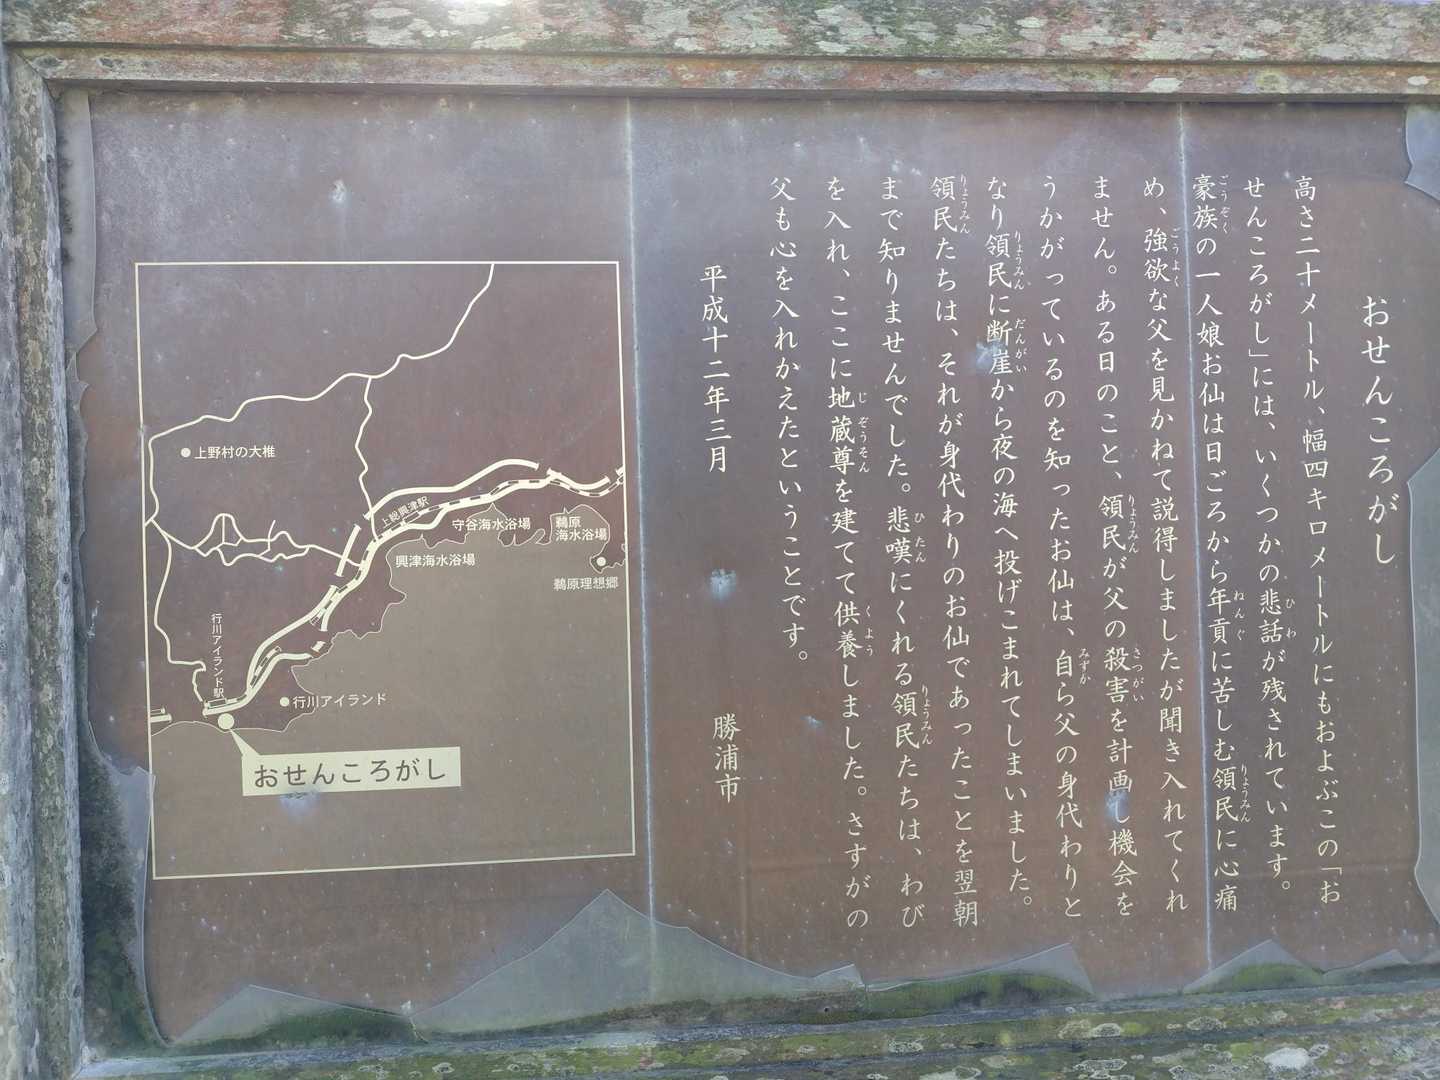 おせんころがし
高さ二十メートル、幅四キロメートルにもおよぶこの「お
せんころがし」には、いくつかの悲話が残されています。
豪族の一人娘お仙は日ごろから年貢に苦しむ領民に心痛
め、強欲な父を見かねて説得しましたが聞き入れてくれ
ません。ある日のこと、領民が父の殺害を計画し機会を
うかがっているのを知ったお仙は、自ら父の身代わりと
なり領民に断崖から夜の海へ投げこまれてしまいました。
領民たちは、それが身代わりのお仙であったことを翌朝
まで知りませんでした。悲嘆にくれる領民たちは、わび
を入れ、ここに地蔵尊を建てて供養しました。さすがの
父も心を入れかえたということです。
平成十二年三月 勝浦市
上野村の大椎
上総興津駅
守谷海水浴場
鵜原
海水浴場
興津海水浴場
鵜原理想郷
行川アイランド駅
行川アイランド
おせんころがし